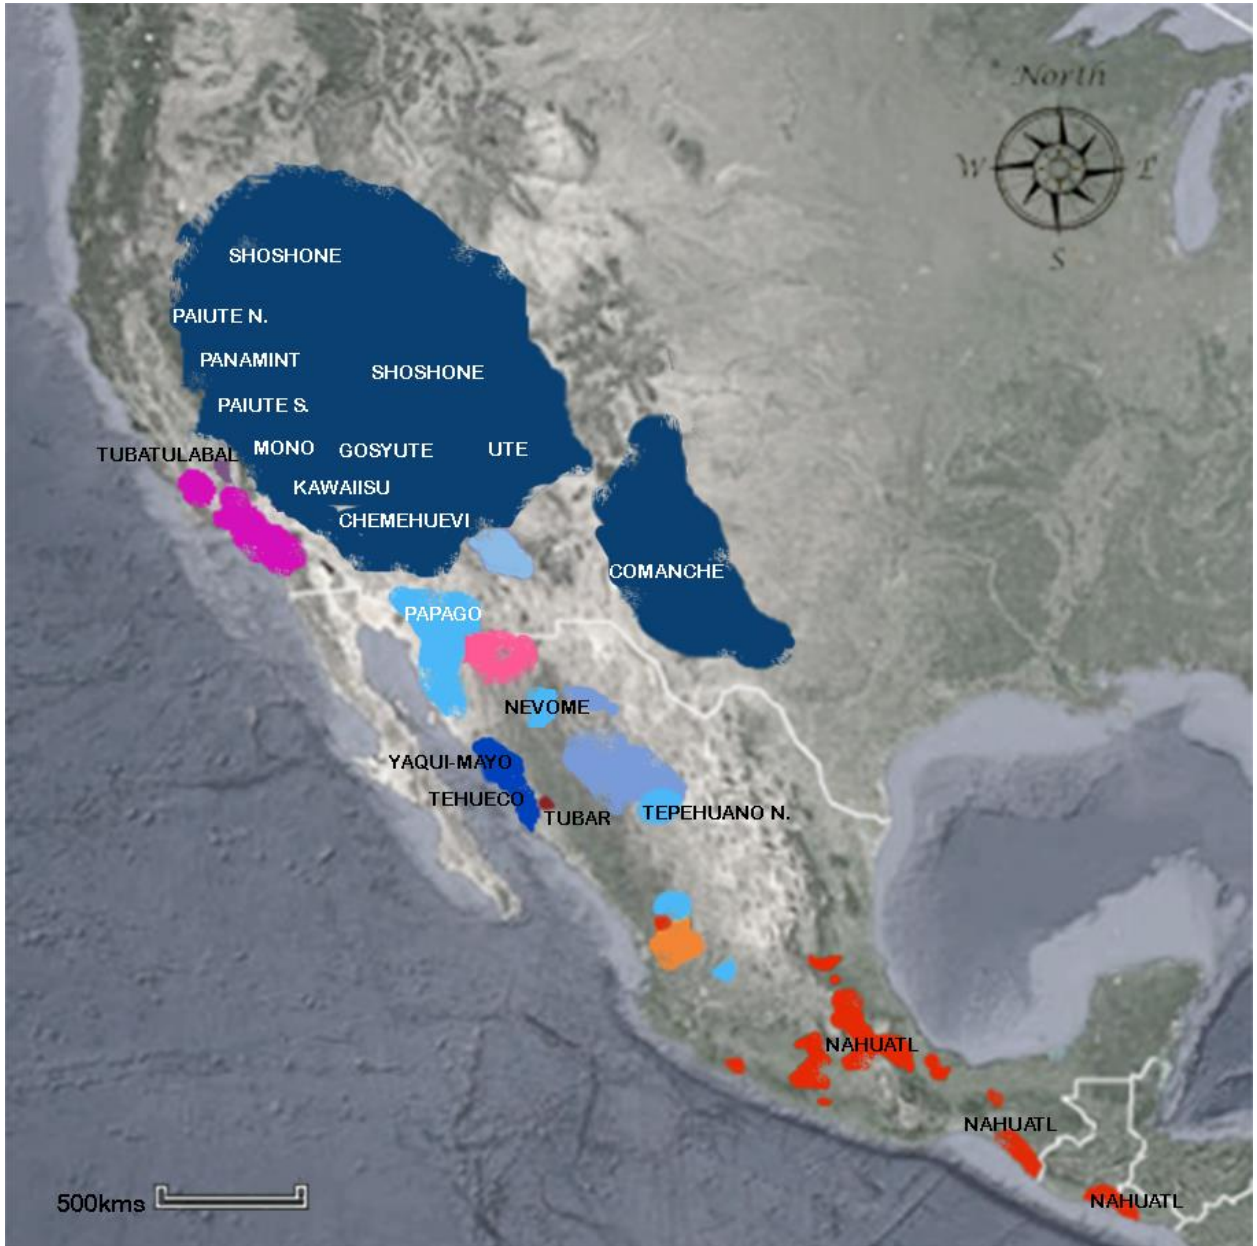 North
W
E
S
SHOSHONE
PAIUTE N.
PANAMINT
SHOSHONE
PAIUTE S.
MONO
GOSYUTE
UTE
TUBATULABAL
KAWAIISU
CHEMEHUEVI
COMANCHE
PAPAGO
NEVOME
YAQUI-MAYO
TEHUECO
TUBAR
TEPEHUANO N.
NAHUATL
NAHUATL
NAHUATL
500kms